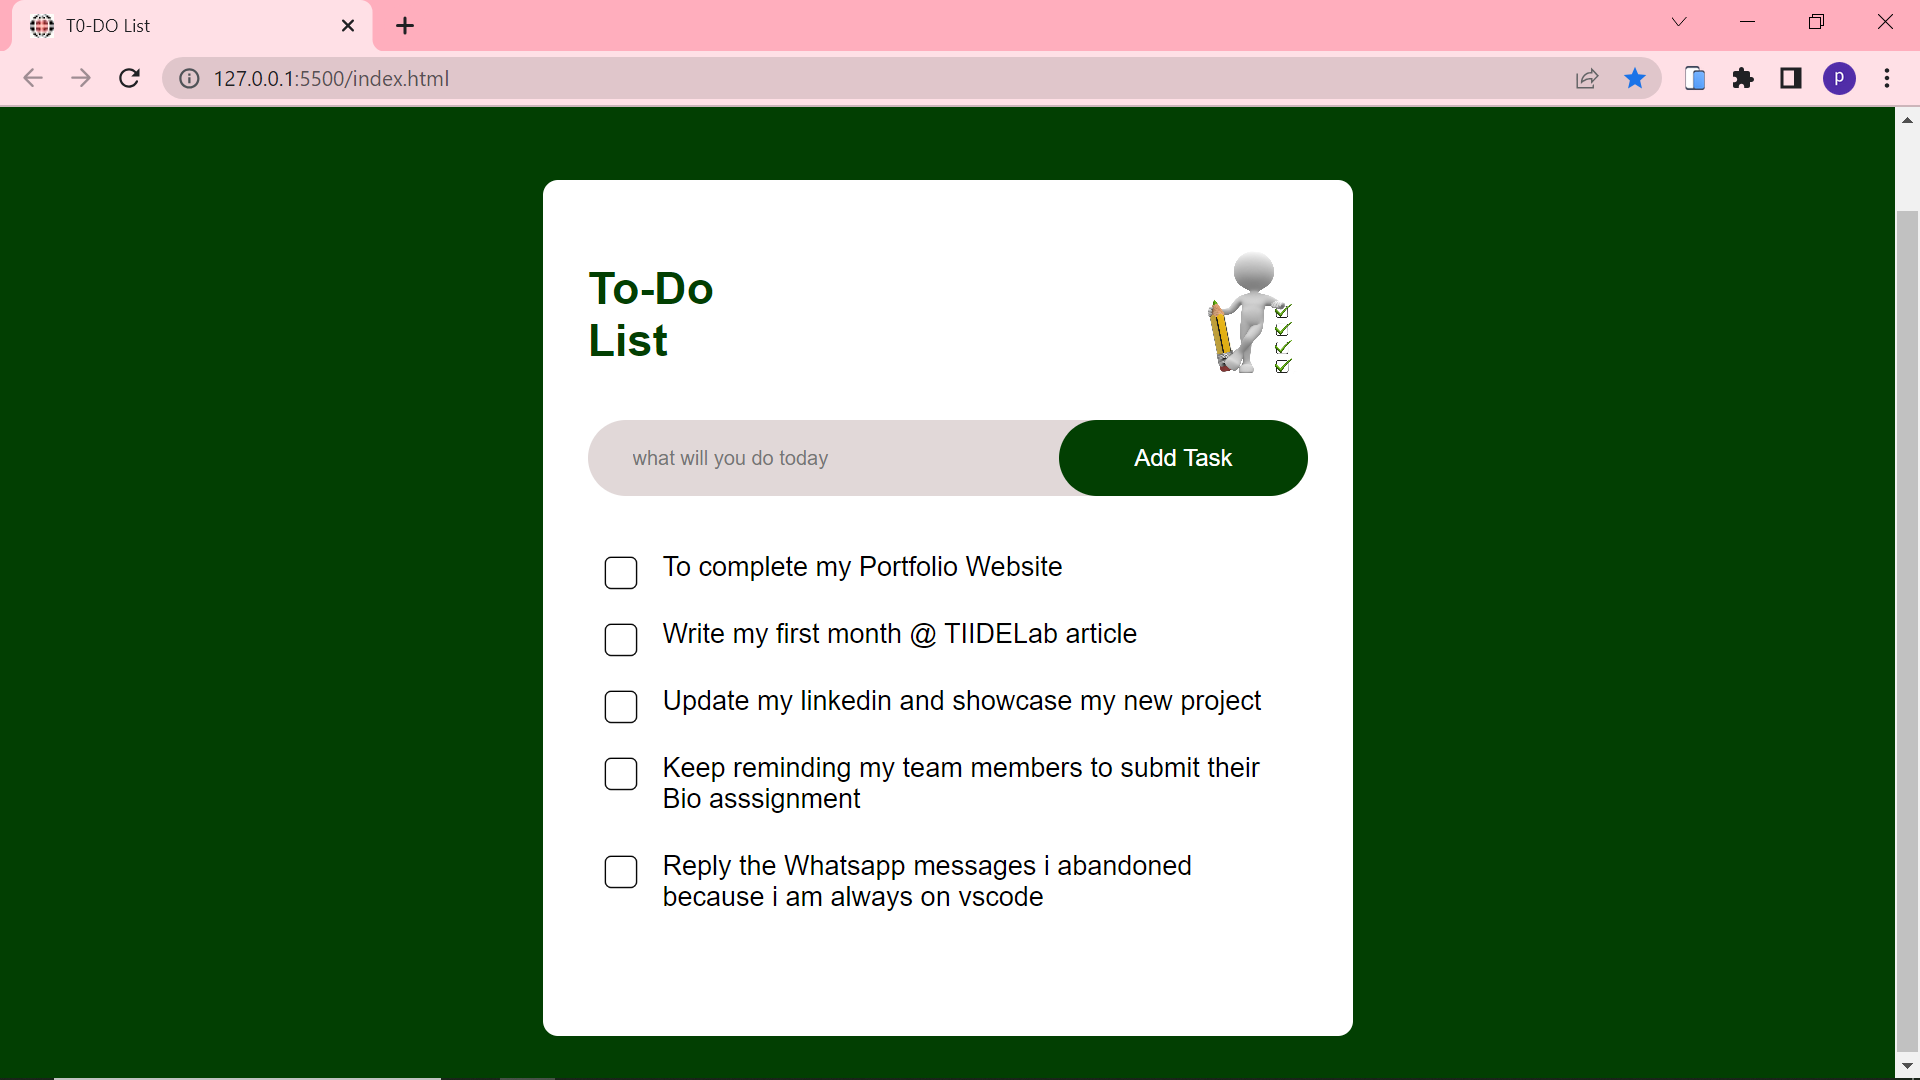 T0-DO List
127.0.0.1:5500/index.html
p
To-Do
List
what will you do today
Add Task
To complete my Portfolio Website
Write my first month @ TIIDELab article
Update my linkedin and showcase my new project
Keep reminding my team members to submit their
Bio asssignment
Reply the Whatsapp messages i abandoned
because i am always on vscode